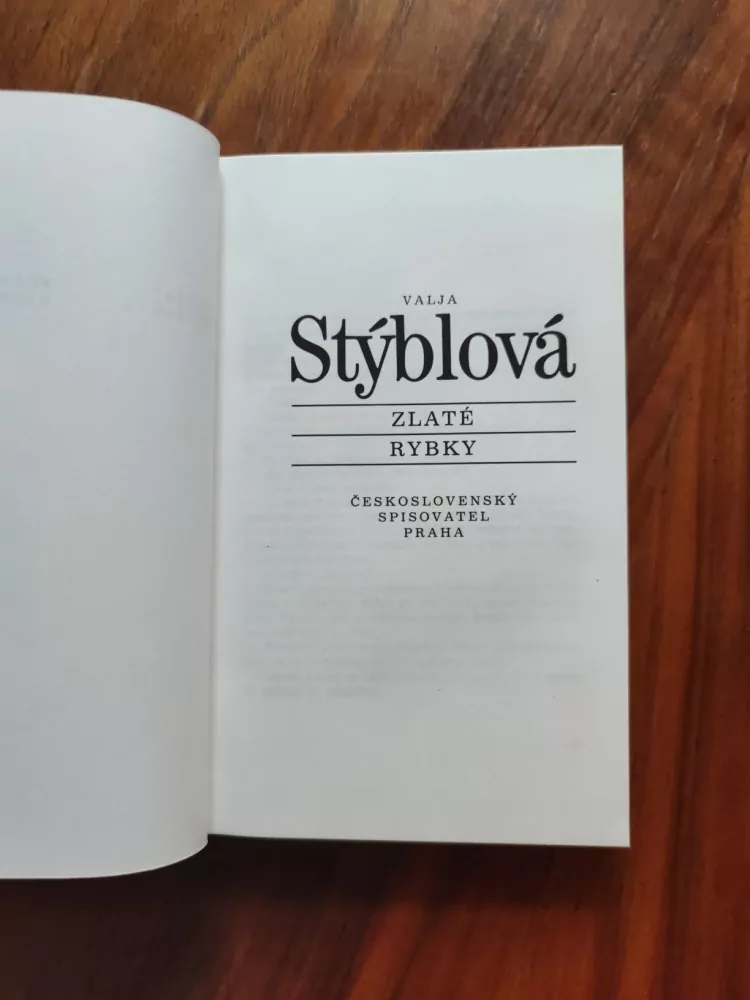 VALJA
Stýblová
ZLATÉ
RYBKY
ČESKOSLOVENSKÝ
SPISOVATEL
PRAHA